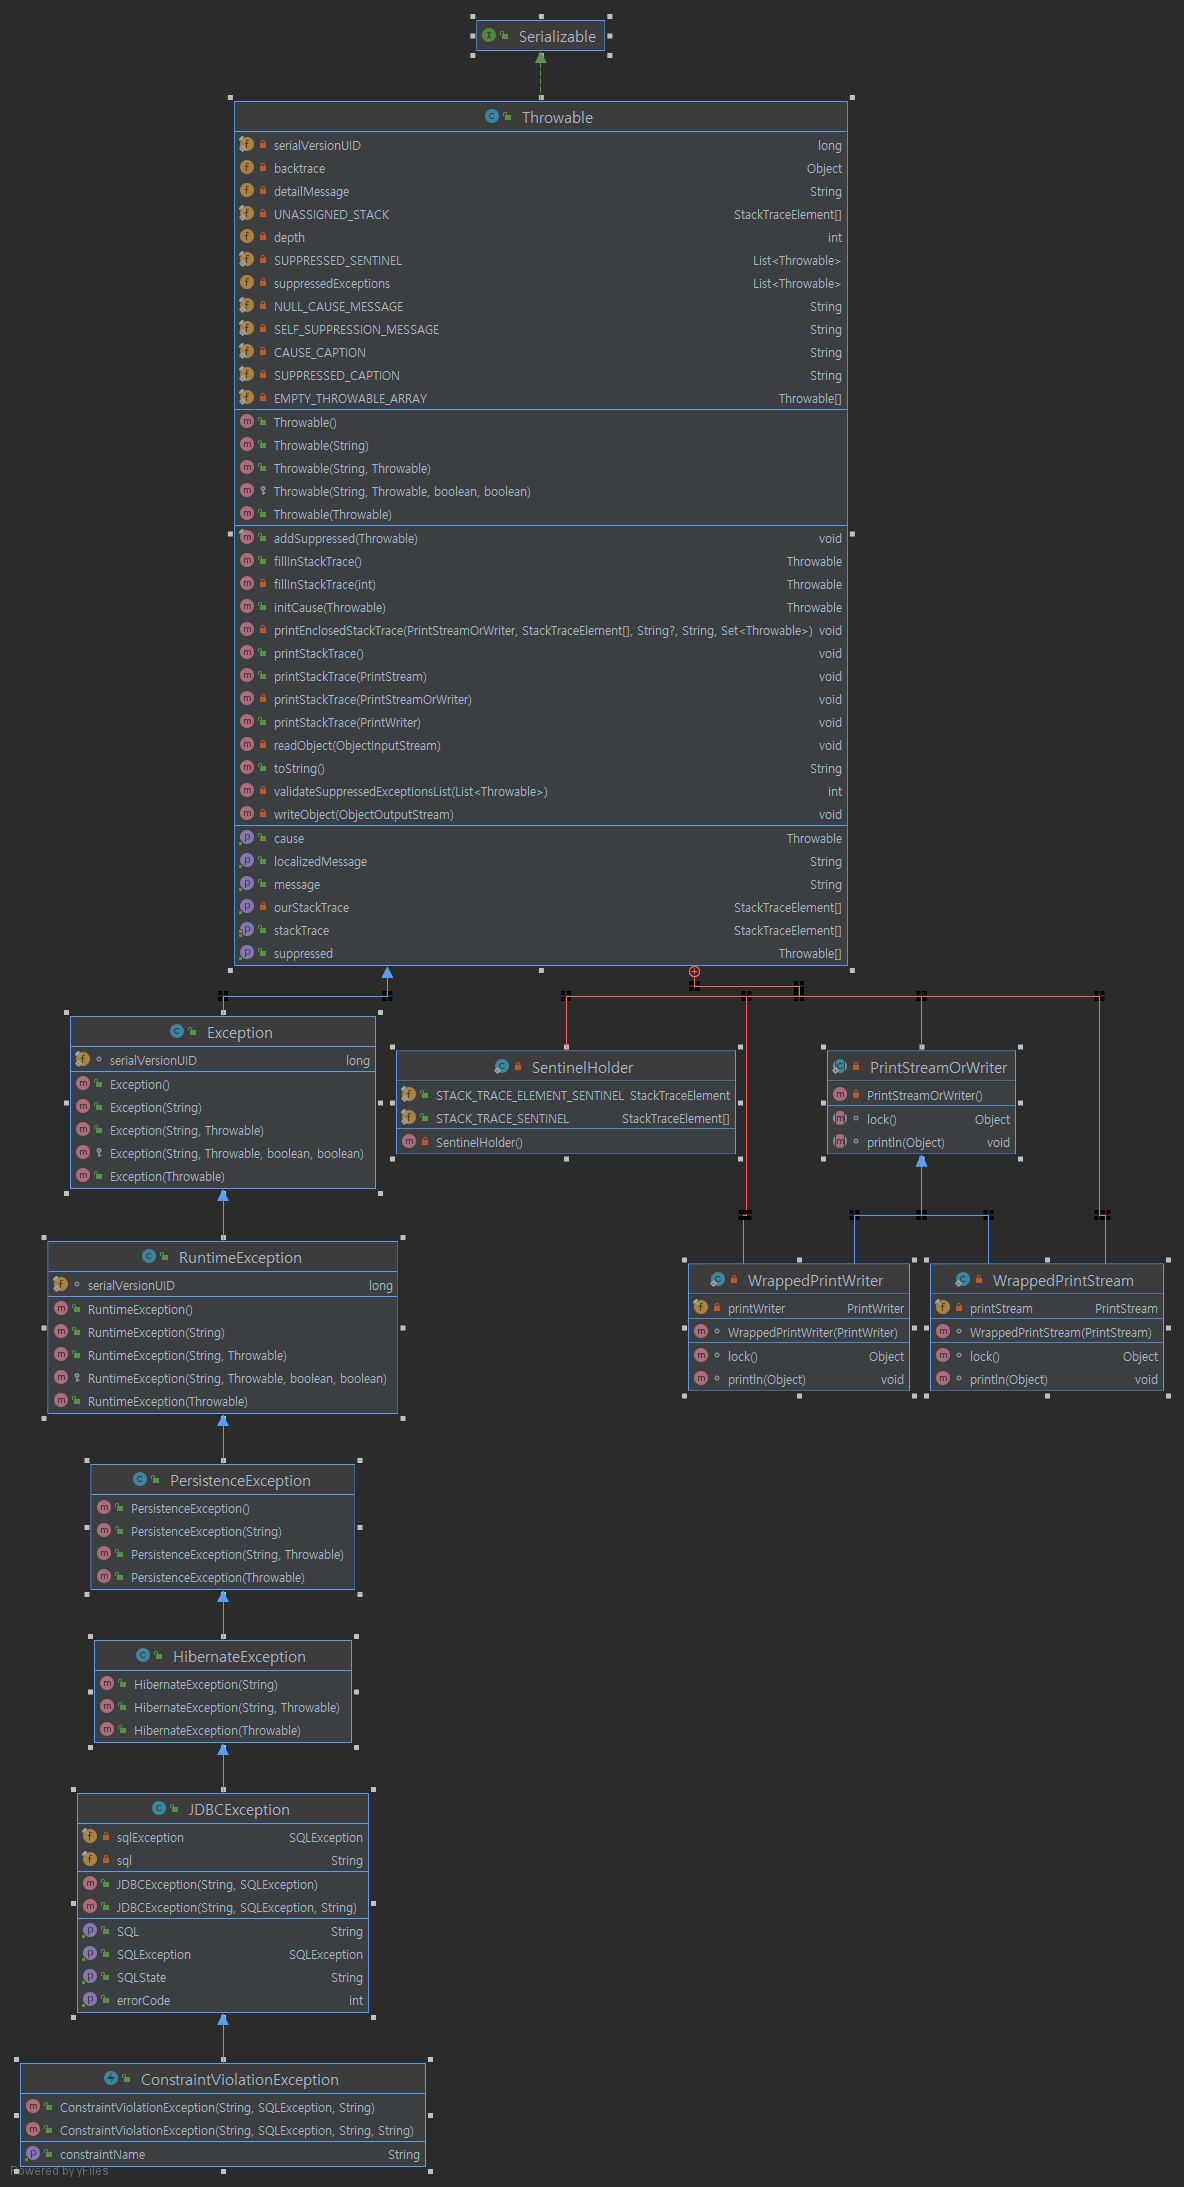 Serializable
Throwable
serialVersionUID long
backtrace Object
detailMessage String
UNASSIGNED_STACK StackTraceElement[]
depth int
SUPPRESSED_SENTINEL List<Throwable>
suppressedExceptions List<Throwable>
NULL_CAUSE_MESSAGE String
SELF_SUPPRESSION_MESSAGE String
CAUSE_CAPTION String
SUPPRESSED_CAPTION String
EMPTY_THROWABLE_ARRAY Throwable[]
Throwable()
Throwable(String)
Throwable(String, Throwable)
Throwable(String, Throwable, boolean, boolean)
Throwable(Throwable)
addSuppressed(Throwable) void
fillInStackTrace() Throwable
fillInStackTrace(int) Throwable
initCause(Throwable) Throwable
printEnclosedStackTrace(PrintStreamOrWriter, StackTraceElement[], String?, String, Set<Throwable>) void
printStackTrace() void
printStackTrace(PrintStream) void
printStackTrace(PrintStreamOrWriter) void
printStackTrace(PrintWriter) void
readObject(ObjectInputStream) void
toString() String
validateSuppressedExceptionsList(List<Throwable>) int
writeObject(ObjectOutputStream) void
cause Throwable
localizedMessage String
message String
ourStackTrace StackTraceElement[]
stackTrace StackTraceElement[]
suppressed Throwable[]
Exception
serialVersionUID long
Exception()
Exception(String)
Exception(String, Throwable)
Exception(String, Throwable, boolean, boolean)
Exception(Throwable)
SentinelHolder
STACK_TRACE_ELEMENT_SENTINEL StackTraceElement
STACK_TRACE_SENTINEL StackTraceElement[]
SentinelHolder()
PrintStreamOrWriter
PrintStreamOrWriter()
lock() Object
println(Object) void
RuntimeException
serialVersionUID long
RuntimeException()
RuntimeException(String)
RuntimeException(String, Throwable)
RuntimeException(String, Throwable, boolean, boolean)
RuntimeException(Throwable)
WrappedPrintWriter
printWriter PrintWriter
WrappedPrintWriter(PrintWriter)
lock() Object
println(Object) void
WrappedPrintStream
printStream PrintStream
WrappedPrintStream(PrintStream)
lock() Object
println(Object) void
PersistenceException
PersistenceException()
PersistenceException(String)
PersistenceException(String, Throwable)
PersistenceException(Throwable)
HibernateException
HibernateException(String)
HibernateException(String, Throwable)
HibernateException(Throwable)
JDBCException
sqlException SQLException
sql String
JDBCException(String, SQLException)
JDBCException(String, SQLException, String)
SQL String
SQLException SQLException
SQLState String
errorCode int
ConstraintViolationException
ConstraintViolationException(String, SQLException, String)
ConstraintViolationException(String, SQLException, String, String)
constraintName String
Powered by yFiles